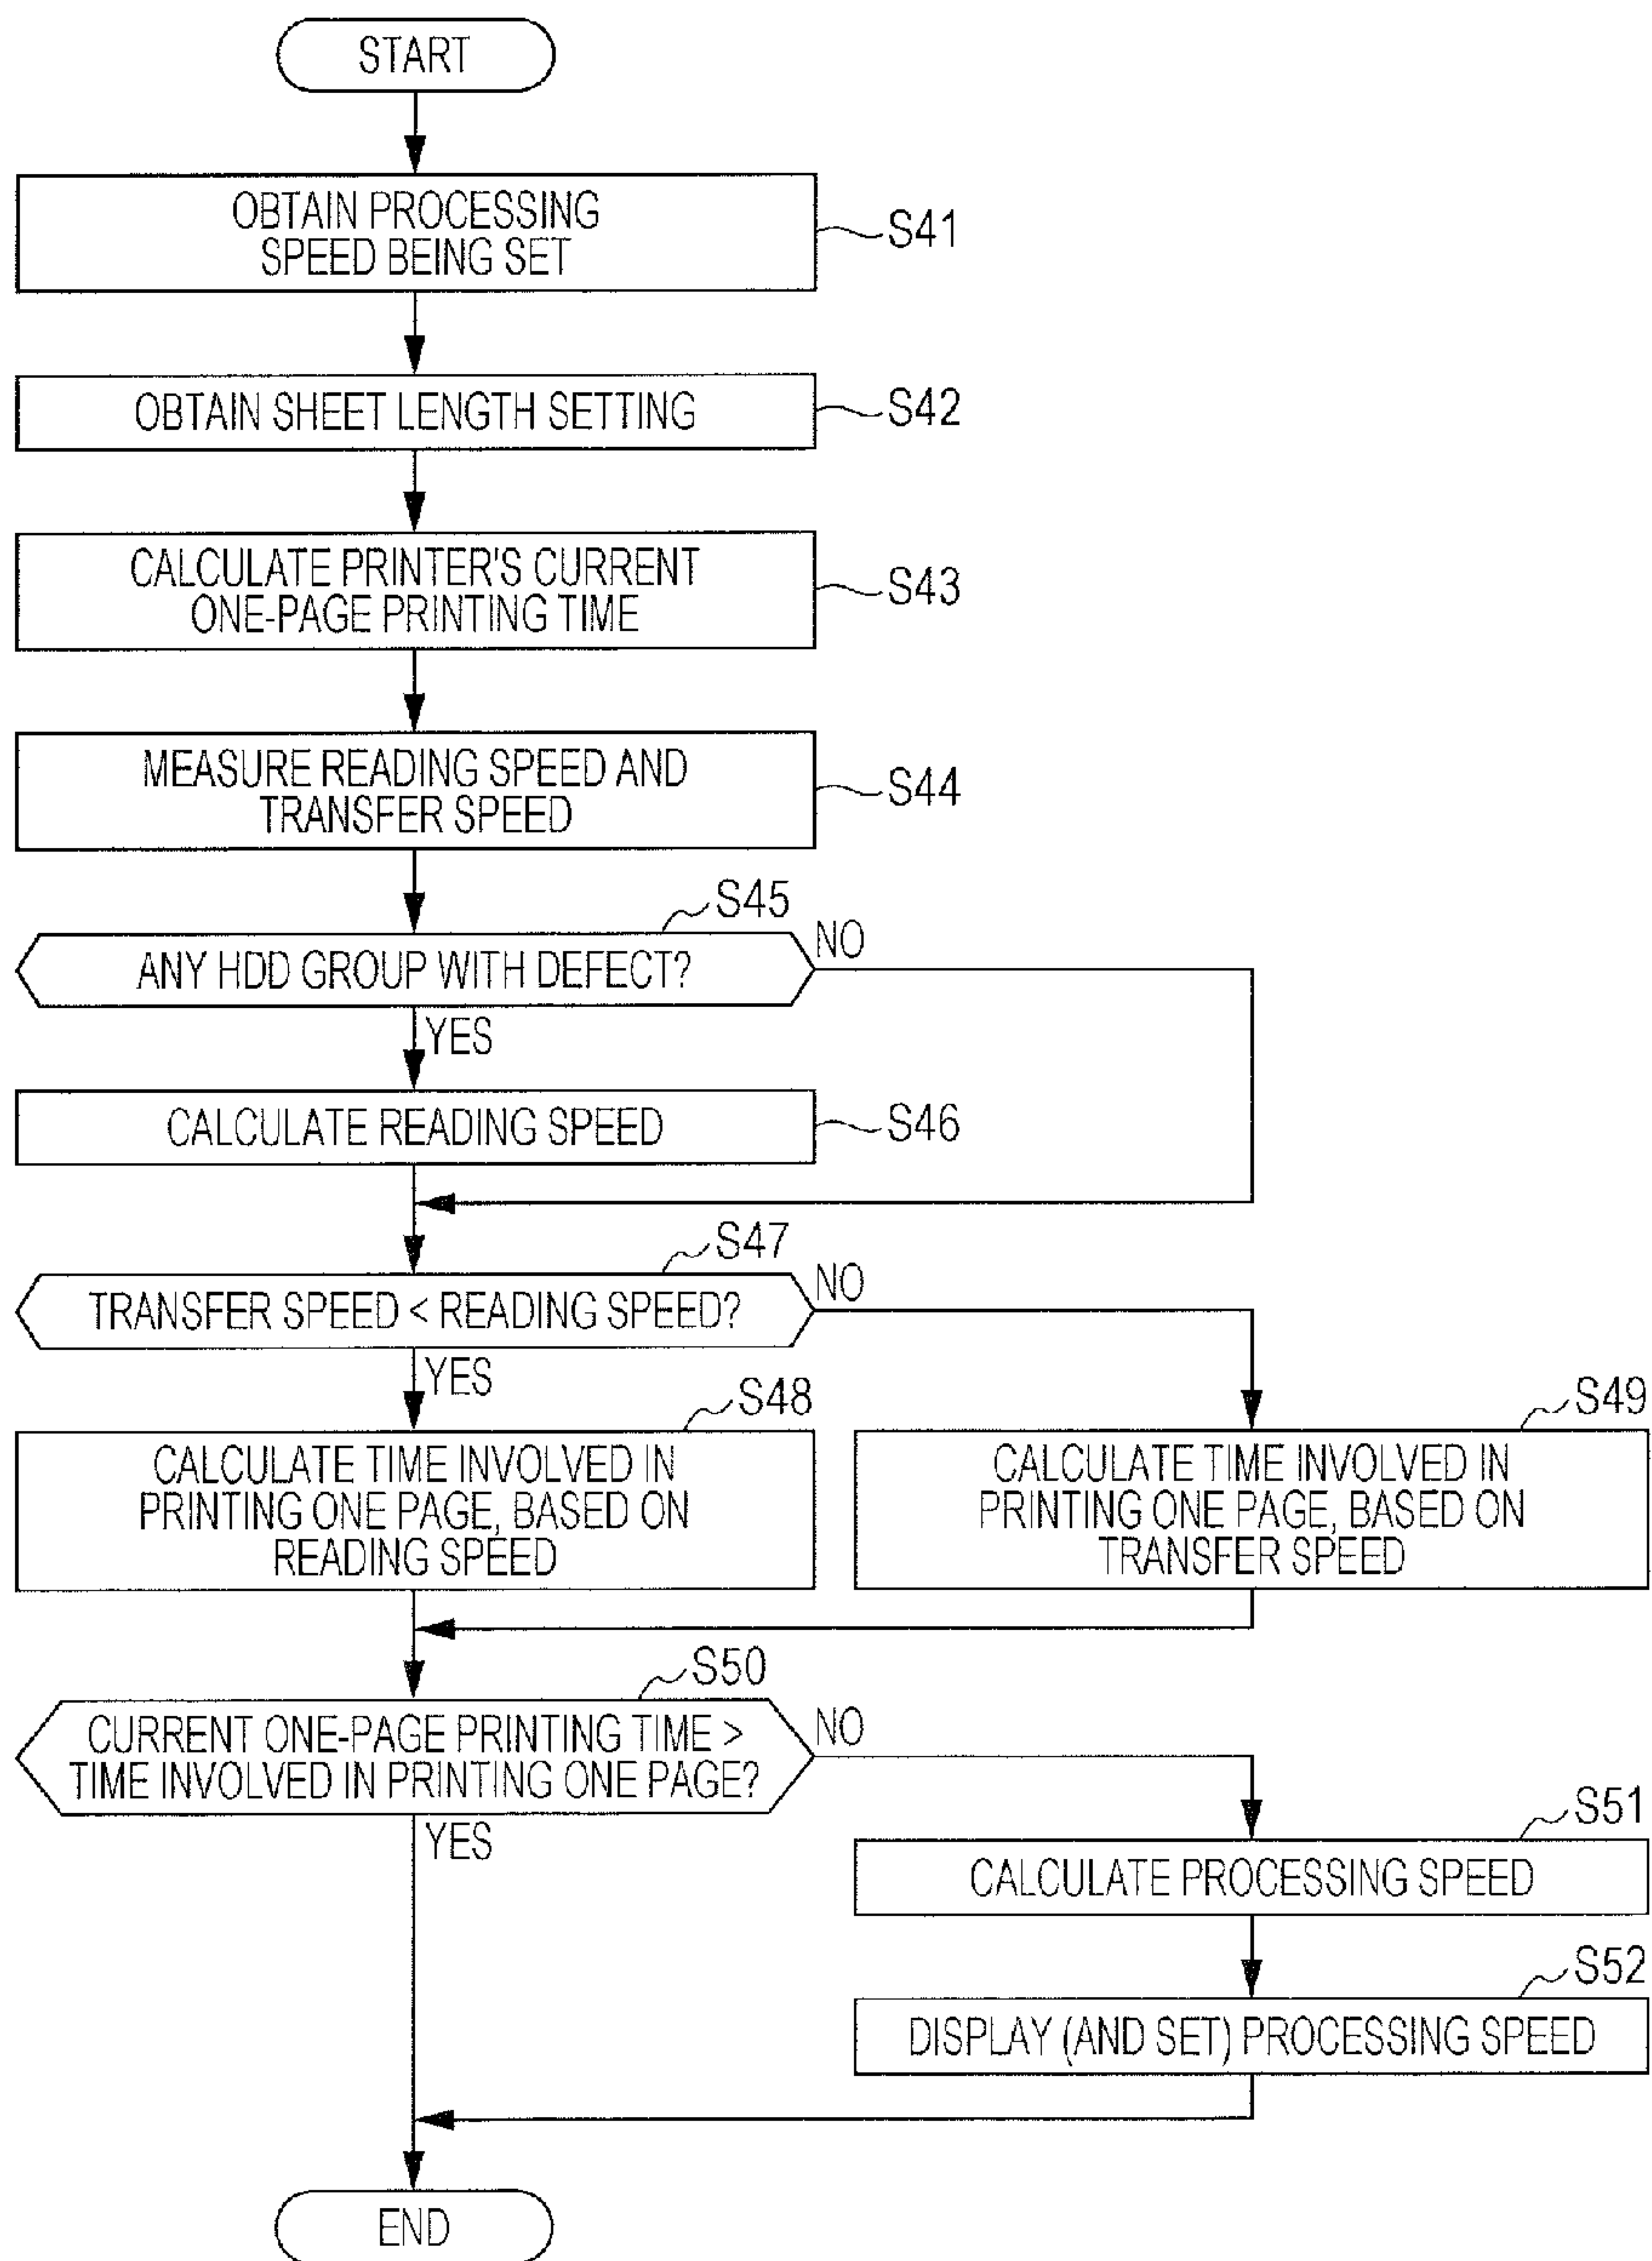 START
OBTAIN PROCESSING
SPEED BEING SET
S41
OBTAIN SHEET LENGTH SETTING
S42
CALCULATE PRINTER'S CURRENT
ONE-PAGE PRINTING TIME
S43
MEASURE READING SPEED AND
TRANSFER SPEED
S44
S45
ANY HDD GROUP WITH DEFECT?
NO
YES
CALCULATE READING SPEED
S46
S47
TRANSFER SPEED < READING SPEED?
NO
YES
S48
CALCULATE TIME INVOLVED IN
PRINTING ONE PAGE, BASED ON
READING SPEED
S49
CALCULATE TIME INVOLVED IN
PRINTING ONE PAGE, BASED ON
TRANSFER SPEED
S50
CURRENT ONE-PAGE PRINTING TIME >
TIME INVOLVED IN PRINTING ONE PAGE?
NO
YES
S51
CALCULATE PROCESSING SPEED
S52
DISPLAY (AND SET) PROCESSING SPEED
END